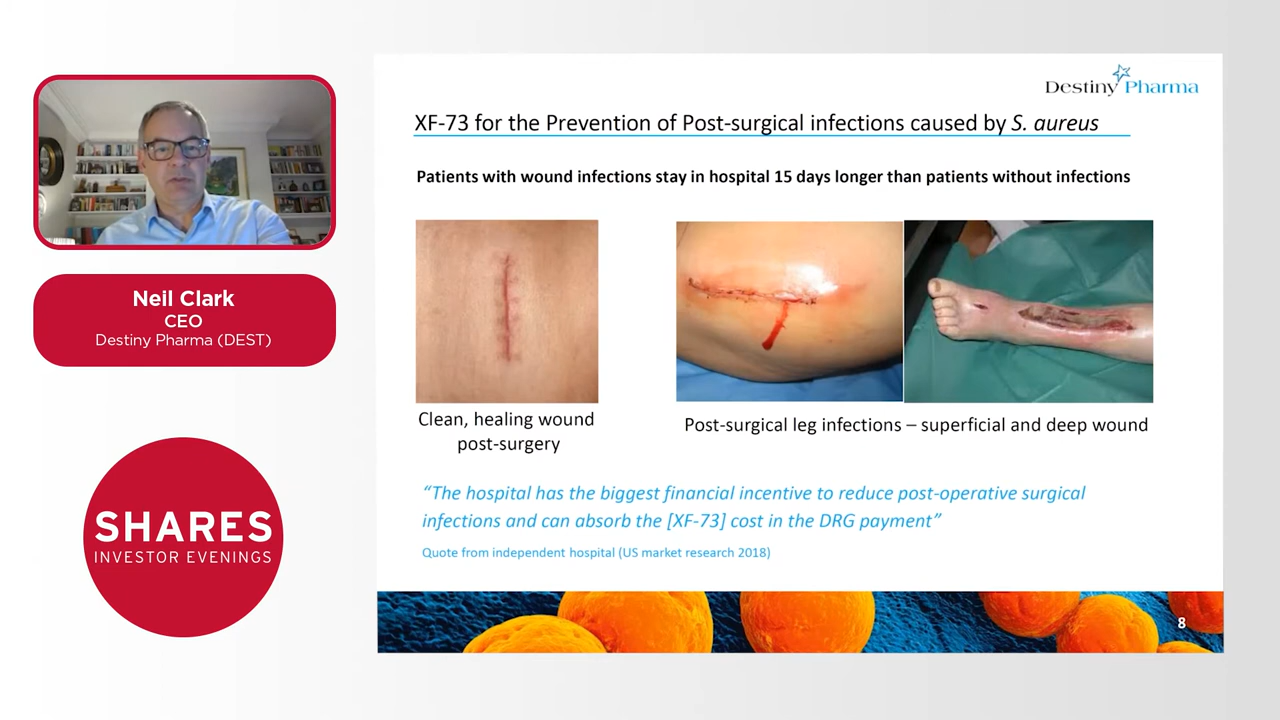 Neil Clark
CEO
Destiny Pharma (DEST)
SHARES
INVESTOR EVENINGS
Destiny Pharma
XF-73 for the Prevention of Post-surgical infections caused by S. aureus
Patients with wound infections stay in hospital 15 days longer than patients without infections
Clean, healing wound
post-surgery
Post-surgical leg infections – superficial and deep wound
“The hospital has the biggest financial incentive to reduce post-operative surgical
infections and can absorb the [XF-73] cost in the DRG payment”
Quote from independent hospital (US market research 2018)
8